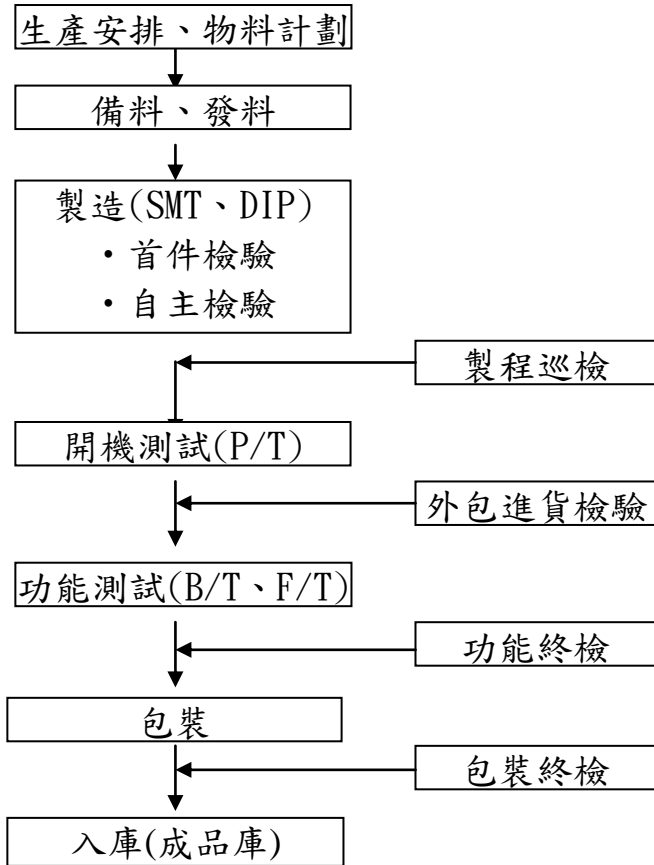 生產安排、物料計劃
備料、發料
製造(SMT、DIP)
·首件檢驗
·自主檢驗
製程巡檢
開機測試(P/T)
外包進貨檢驗
功能測試(B/T、F/T)
功能終檢
包裝
包裝終檢
入庫(成品庫)